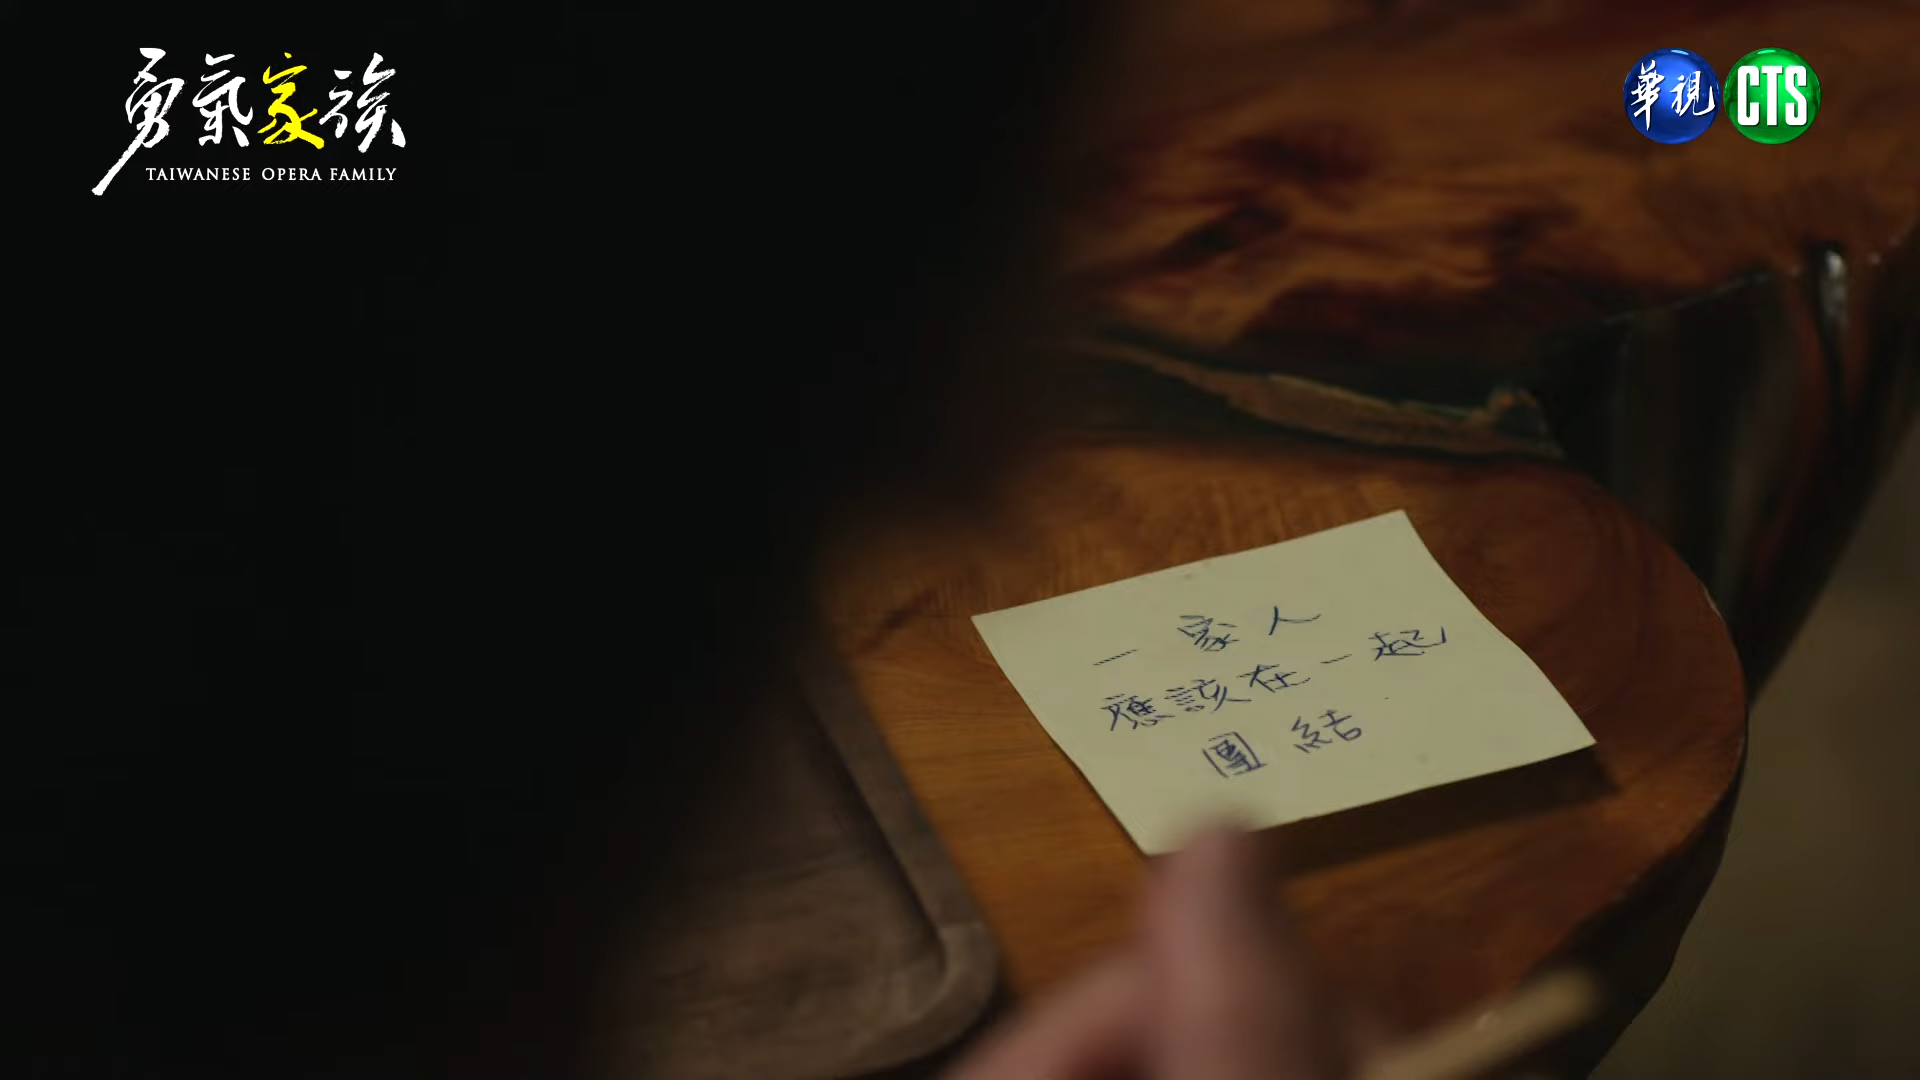 勇氣家族
TAIWANESE OPERA FAMILY
華視 CTS
一家人
應該在一起
團結